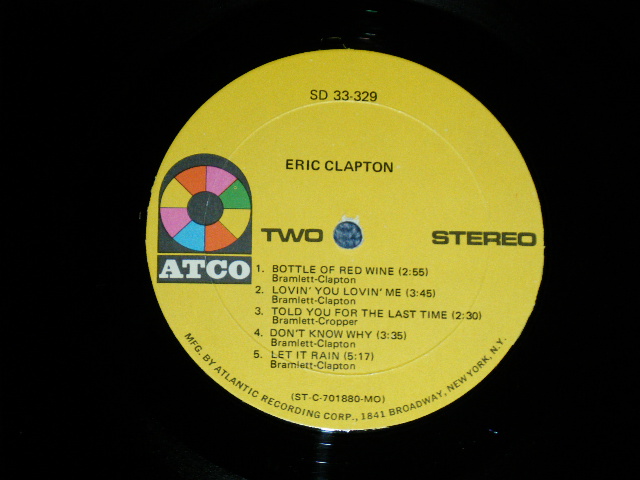 SD 33-329
ERIC CLAPTON
TWO
STEREO
ATCO
1. BOTTLE OF RED WINE (2:55)
Bramlett-Clapton
2. LOVIN' YOU LOVIN' ME (3:45)
Bramlett-Clapton
3. TOLD YOU FOR THE LAST TIME (2:30)
Bramlett-Cropper
4. DON'T KNOW WHY (3:35)
Bramlett-Clapton
5. LET IT RAIN (5:17)
Bramlett-Clapton
(ST-C-701880-MO)
MFG. BY ATLANTIC RECORDING CORP., 1841 BROADWAY, NEW YORK, N.Y.